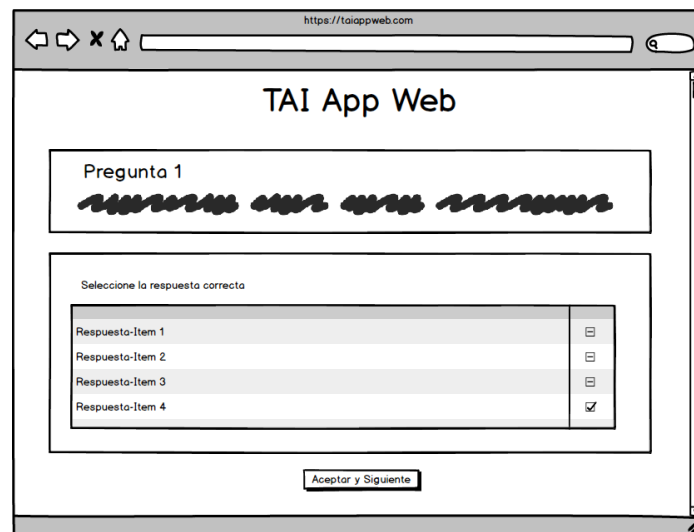 https://taiappweb.com
TAI App Web
Pregunta 1
Seleccione la respuesta correcta
Respuesta-Item 1
Respuesta-Item 2
Respuesta-Item 3
Respuesta-Item 4
Aceptar y Siguiente